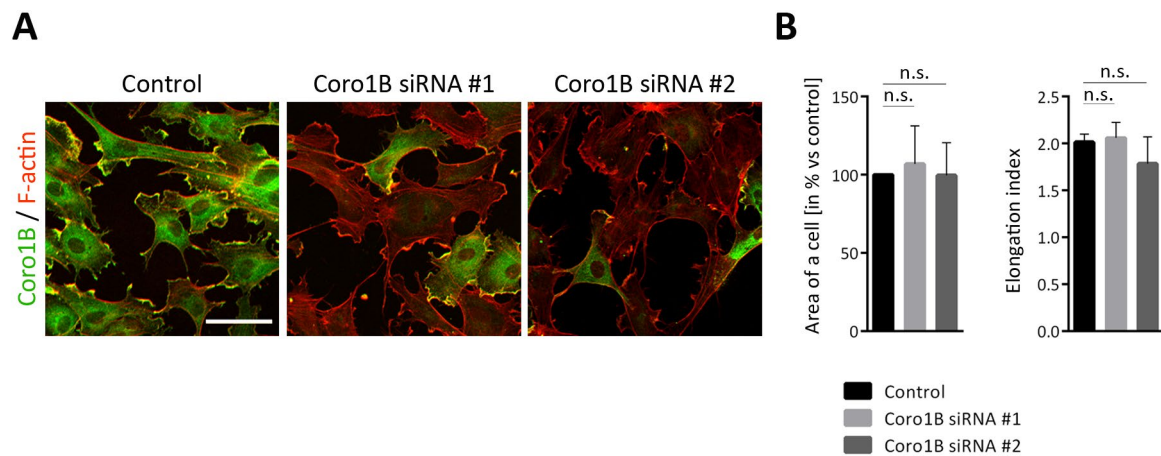 A
B
Control
Coro1B siRNA #1
Coro1B siRNA #2
Coro1B / F-actin
Area of a cell [in % vs control]
n.s.
n.s.
150
100
50
0
Elongation index
n.s.
n.s.
2.5
2.0
1.5
1.0
0.5
0.0
Control
Coro1B siRNA #1
Coro1B siRNA #2